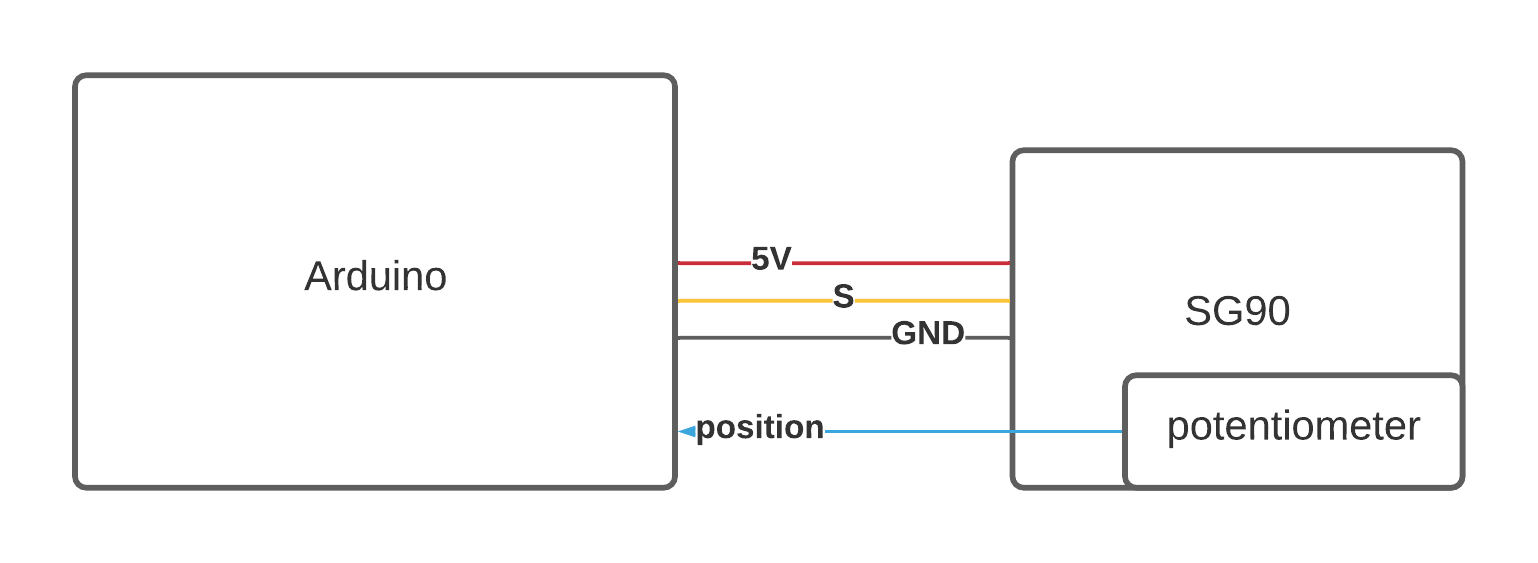 Arduino
5V
S
GND
position
SG90
potentiometer